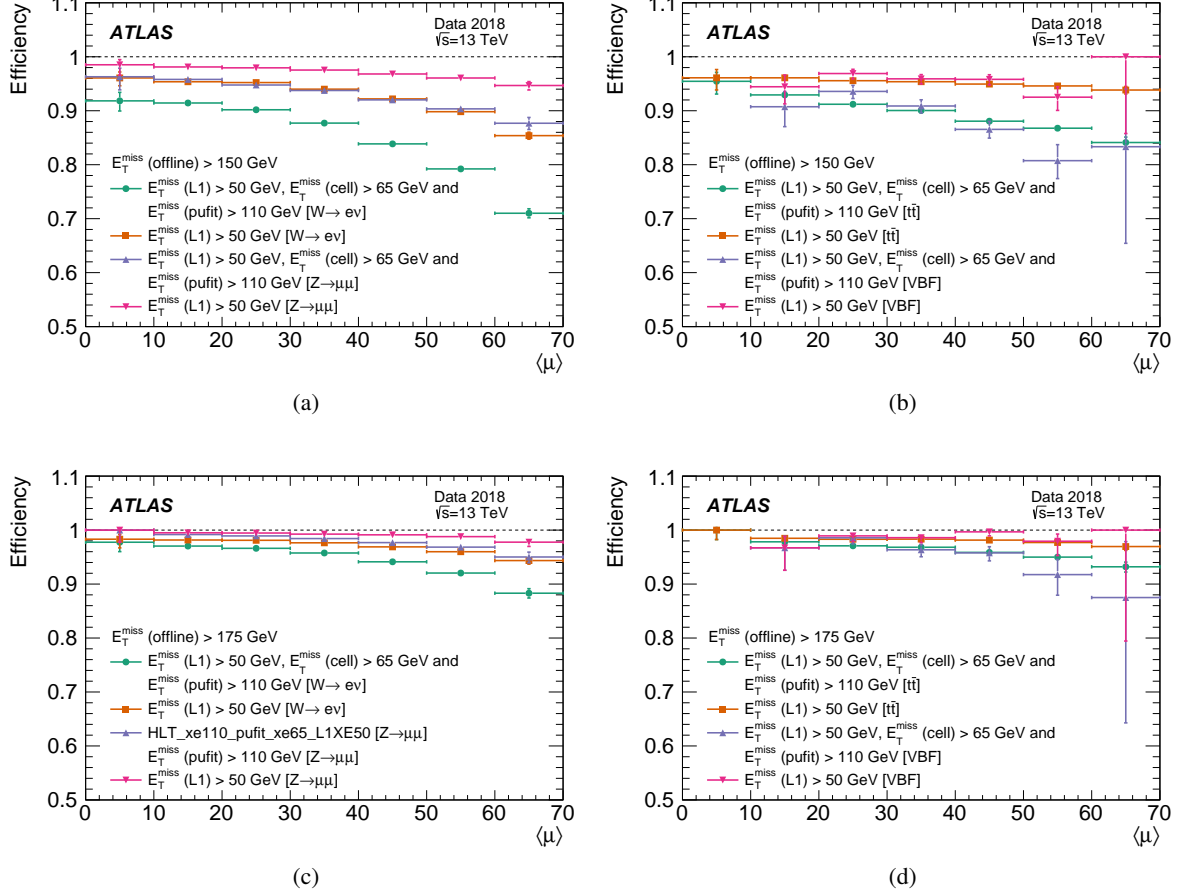 Efficiency
1.1
1
0.9
0.8
0.7
0.6
0.5
ATLAS
Data 2018
√s=13 TeV
E_T^miss (offline) > 150 GeV
E_T^miss (L1) > 50 GeV, E_T^miss (cell) > 65 GeV and
E_T^miss (pufit) > 110 GeV [W→ eν]
E_T^miss (L1) > 50 GeV [W→ eν]
E_T^miss (L1) > 50 GeV, E_T^miss (cell) > 65 GeV and
E_T^miss (pufit) > 110 GeV [Z→μμ]
E_T^miss (L1) > 50 GeV [Z→μμ]
0 10 20 30 40 50 60 70
⟨μ⟩
(a)
Efficiency
1.1
1
0.9
0.8
0.7
0.6
0.5
ATLAS
Data 2018
√s=13 TeV
E_T^miss (offline) > 150 GeV
E_T^miss (L1) > 50 GeV, E_T^miss (cell) > 65 GeV and
E_T^miss (pufit) > 110 GeV [tt̄]
E_T^miss (L1) > 50 GeV [tt̄]
E_T^miss (L1) > 50 GeV, E_T^miss (cell) > 65 GeV and
E_T^miss (pufit) > 110 GeV [VBF]
E_T^miss (L1) > 50 GeV [VBF]
0 10 20 30 40 50 60 70
⟨μ⟩
(b)
Efficiency
1.1
1
0.9
0.8
0.7
0.6
0.5
ATLAS
Data 2018
√s=13 TeV
E_T^miss (offline) > 175 GeV
E_T^miss (L1) > 50 GeV, E_T^miss (cell) > 65 GeV and
E_T^miss (pufit) > 110 GeV [W→ eν]
E_T^miss (L1) > 50 GeV [W→ eν]
HLT_xe110_pufit_xe65_L1XE50 [Z→μμ]
E_T^miss (pufit) > 110 GeV [Z→μμ]
E_T^miss (L1) > 50 GeV [Z→μμ]
0 10 20 30 40 50 60 70
⟨μ⟩
(c)
Efficiency
1.1
1
0.9
0.8
0.7
0.6
0.5
ATLAS
Data 2018
√s=13 TeV
E_T^miss (offline) > 175 GeV
E_T^miss (L1) > 50 GeV, E_T^miss (cell) > 65 GeV and
E_T^miss (pufit) > 110 GeV [tt̄]
E_T^miss (L1) > 50 GeV [tt̄]
E_T^miss (L1) > 50 GeV, E_T^miss (cell) > 65 GeV and
E_T^miss (pufit) > 110 GeV [VBF]
E_T^miss (L1) > 50 GeV [VBF]
0 10 20 30 40 50 60 70
⟨μ⟩
(d)